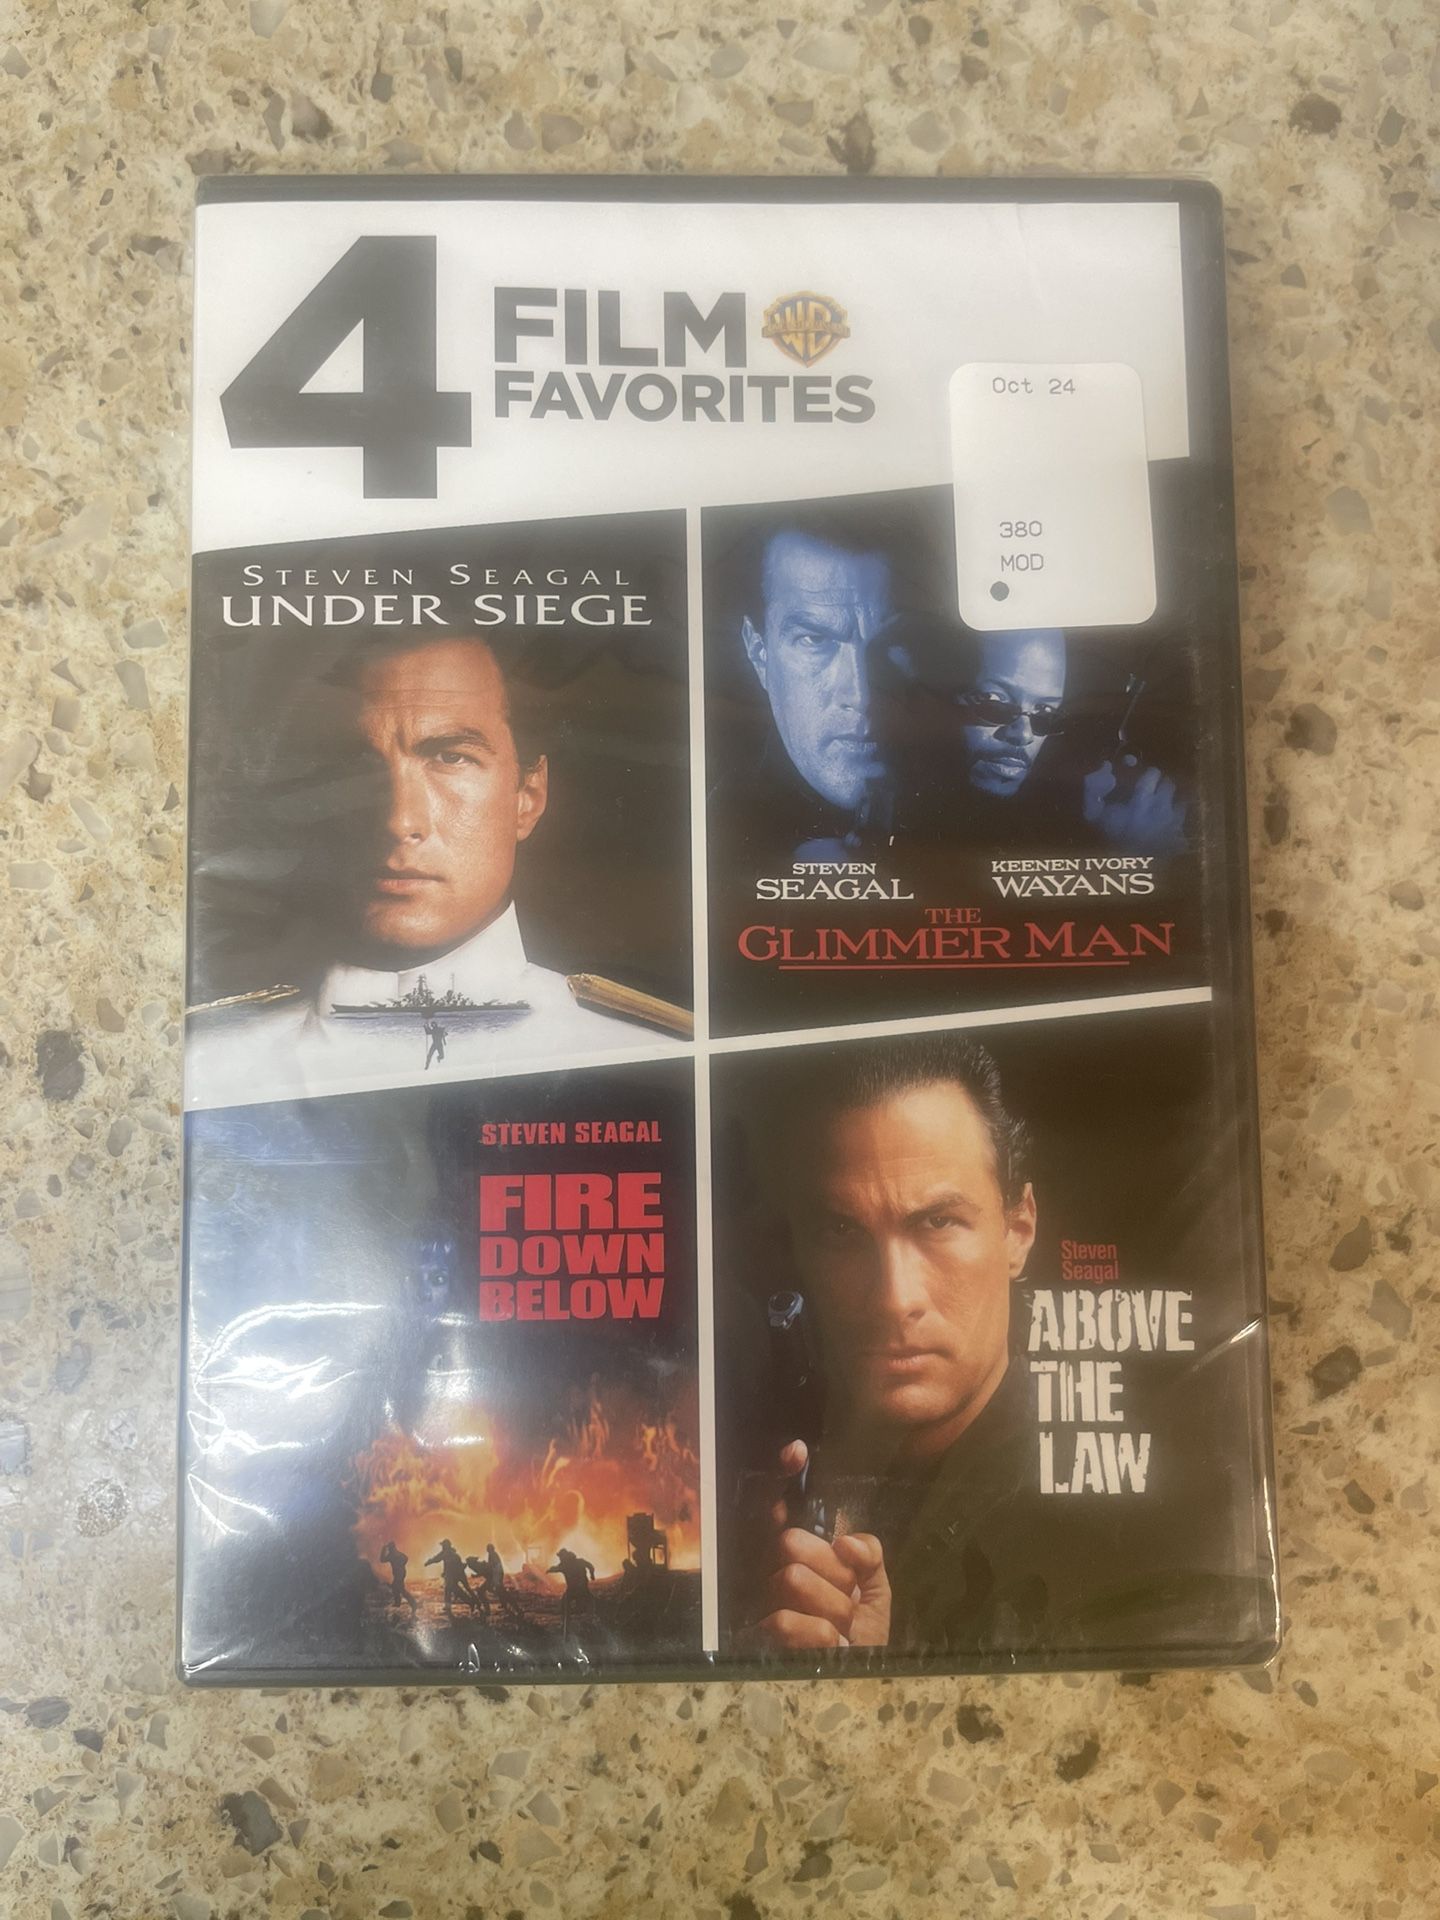 4 FILM
FAVORITES
Oct 24
380
MOD
STEVEN SEAGAL
UNDER SIEGE
STEVEN
SEAGAL
KEENEN IVORY
WAYANS
THE
GLIMMER MAN
STEVEN SEAGAL
FIRE
DOWN
BELOW
Steven
Seagal
ABOVE
THE
LAW